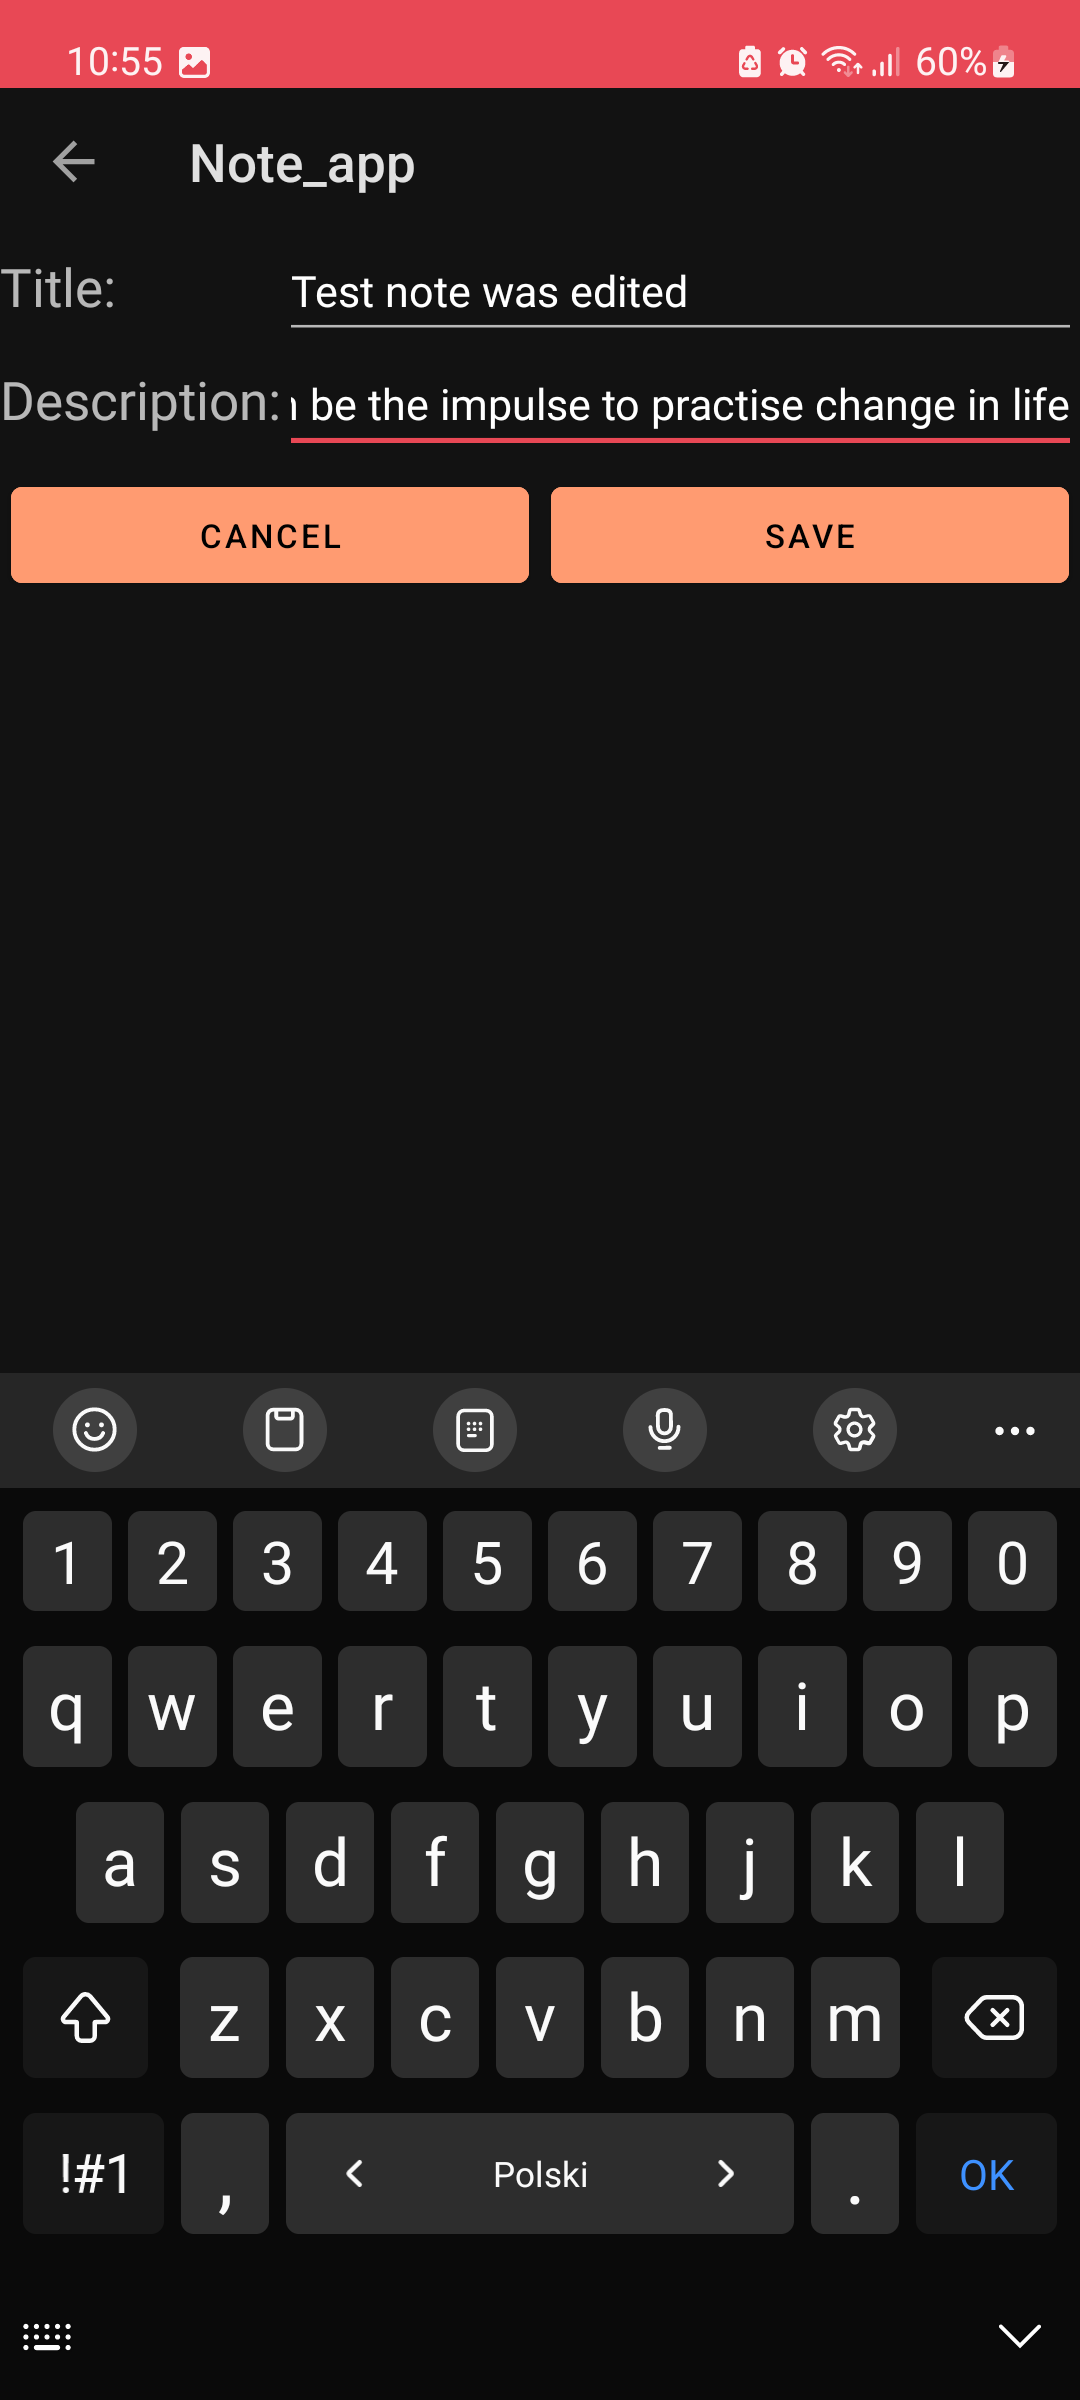 10:55 60%
Note_app
Title: Test note was edited
Description: be the impulse to practise change in life
CANCEL SAVE
1 2 3 4 5 6 7 8 9 0
q w e r t y u i o p
a s d f g h j k l
z x c v b n m
!#1 , Polski . OK